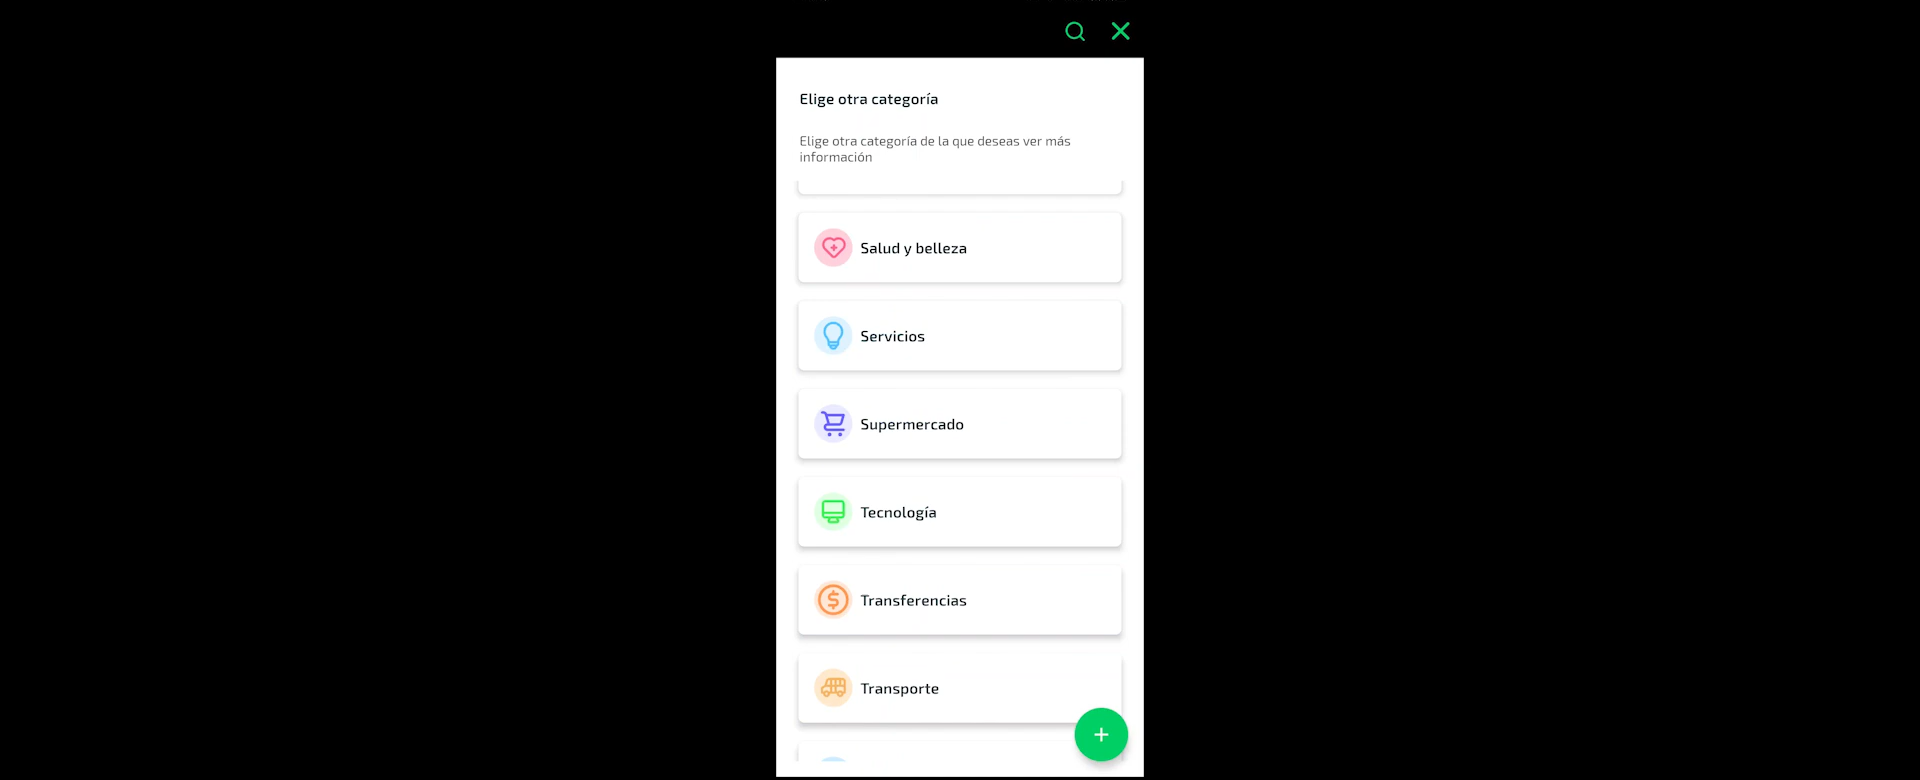 Elige otra categoría
Elige otra categoría de la que deseas ver más
información
Salud y belleza
Servicios
Supermercado
Tecnología
Transferencias
Transporte